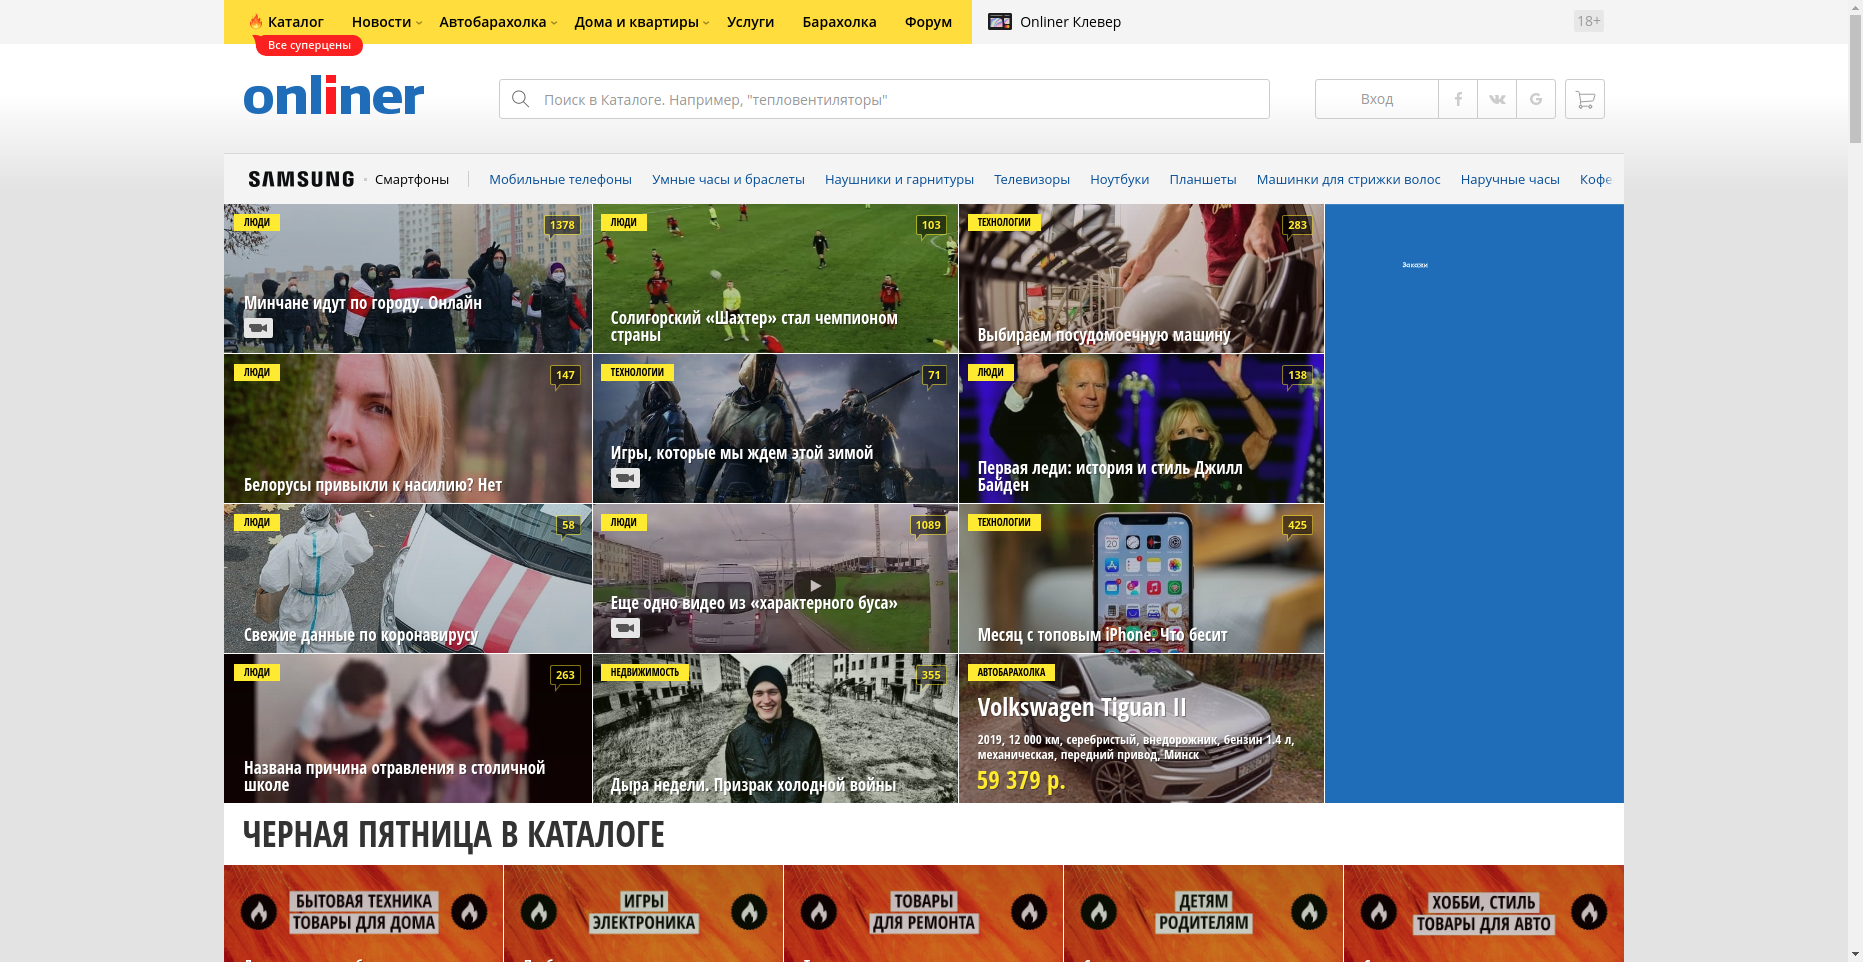 Каталог Новости Автобарахолка Дома и квартиры Услуги Барахолка Форум Onliner Клевер 18+
Все суперцены
onliner
Поиск в Каталоге. Например, "тепловентиляторы"
Вход
SAMSUNG Смартфоны Мобильные телефоны Умные часы и браслеты Наушники и гарнитуры Телевизоры Ноутбуки Планшеты Машинки для стрижки волос Наручные часы Кофе
ЛЮДИ 1378
Минчане идут по городу. Онлайн
ЛЮДИ 103
Солигорский «Шахтер» стал чемпионом
страны
ТЕХНОЛОГИИ 283
Выбираем посудомоечную машину
Закажи
ЛЮДИ 147
Белорусы привыкли к насилию? Нет
ТЕХНОЛОГИИ 71
Игры, которые мы ждем этой зимой
ЛЮДИ 138
Первая леди: история и стиль Джилл
Байден
ЛЮДИ 58
Свежие данные по коронавирусу
ЛЮДИ 1089
Еще одно видео из «характерного буса»
ТЕХНОЛОГИИ 425
Месяц с топовым iPhone. Что бесит
ЛЮДИ 263
Названа причина отравления в столичной
школе
НЕДВИЖИМОСТЬ 355
Дыра недели. Призрак холодной войны
АВТОБАРАХОЛКА
Volkswagen Tiguan II
2019, 12 000 км, серебристый, внедорожник, бензин 1.4 л,
механическая, передний привод, Минск
59 379 р.
ЧЕРНАЯ ПЯТНИЦА В КАТАЛОГЕ
БЫТОВАЯ ТЕХНИКА
ТОВАРЫ ДЛЯ ДОМА
ИГРЫ
ЭЛЕКТРОНИКА
ТОВАРЫ
ДЛЯ РЕМОНТА
ДЕТЯМ
РОДИТЕЛЯМ
ХОББИ, СТИЛЬ
ТОВАРЫ ДЛЯ АВТО